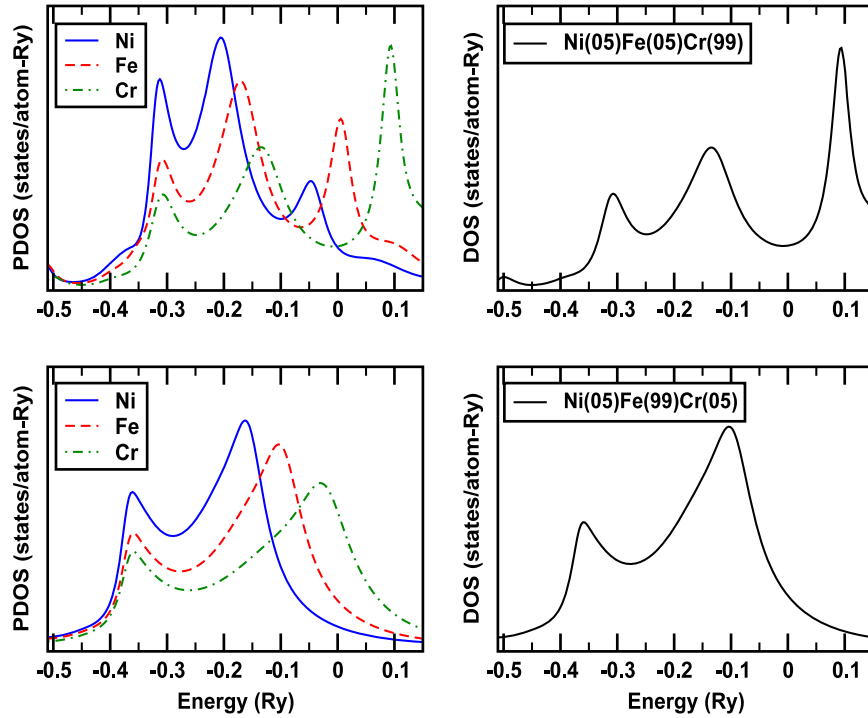 PDOS (states/atom-Ry)
Ni
Fe
Cr
-0.5 -0.4 -0.3 -0.2 -0.1 0 0.1
DOS (states/atom-Ry)
Ni(05)Fe(05)Cr(99)
-0.5 -0.4 -0.3 -0.2 -0.1 0 0.1
PDOS (states/atom-Ry)
Ni
Fe
Cr
-0.5 -0.4 -0.3 -0.2 -0.1 0 0.1
Energy (Ry)
DOS (states/atom-Ry)
Ni(05)Fe(99)Cr(05)
-0.5 -0.4 -0.3 -0.2 -0.1 0 0.1
Energy (Ry)